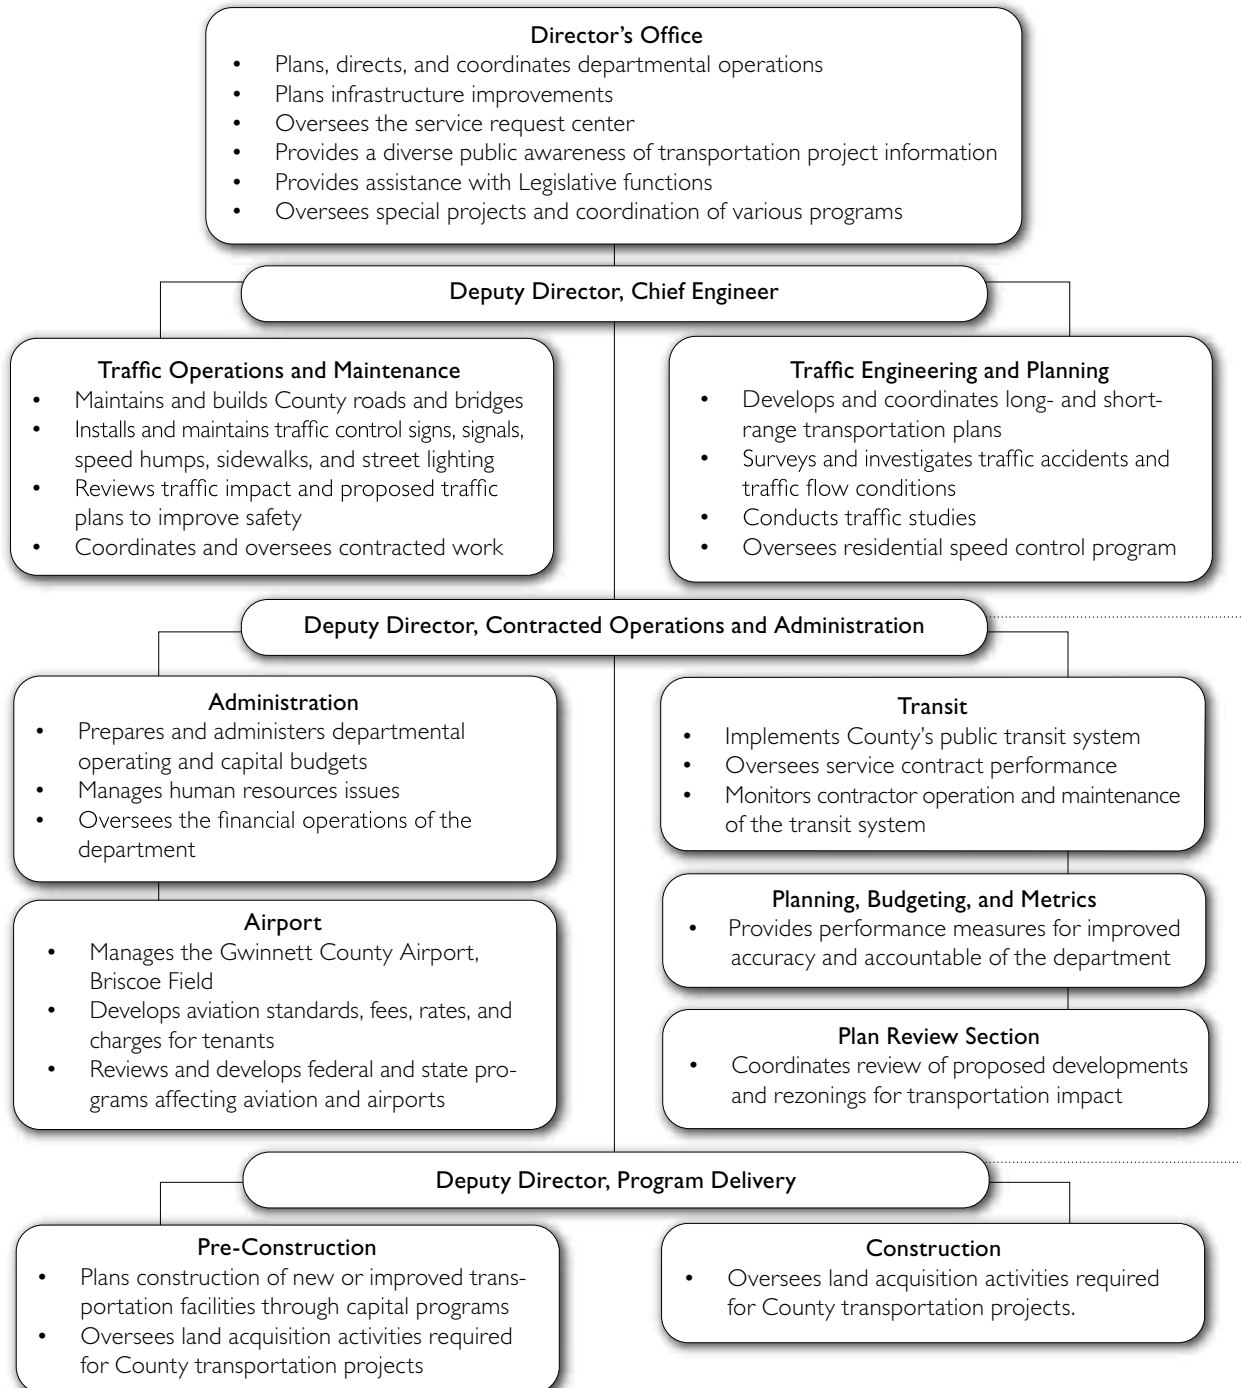 Director's Office
• Plans, directs, and coordinates departmental operations
• Plans infrastructure improvements
• Oversees the service request center
• Provides a diverse public awareness of transportation project information
• Provides assistance with Legislative functions
• Oversees special projects and coordination of various programs
Deputy Director, Chief Engineer
Traffic Operations and Maintenance
• Maintains and builds County roads and bridges
• Installs and maintains traffic control signs, signals,
speed humps, sidewalks, and street lighting
• Reviews traffic impact and proposed traffic
plans to improve safety
• Coordinates and oversees contracted work
Traffic Engineering and Planning
• Develops and coordinates long- and short-
range transportation plans
• Surveys and investigates traffic accidents and
traffic flow conditions
• Conducts traffic studies
• Oversees residential speed control program
Deputy Director, Contracted Operations and Administration
Administration
• Prepares and administers departmental
operating and capital budgets
• Manages human resources issues
• Oversees the financial operations of the
department
Airport
• Manages the Gwinnett County Airport,
Briscoe Field
• Develops aviation standards, fees, rates, and
charges for tenants
• Reviews and develops federal and state pro-
grams affecting aviation and airports
Transit
• Implements County's public transit system
• Oversees service contract performance
• Monitors contractor operation and maintenance
of the transit system
Planning, Budgeting, and Metrics
• Provides performance measures for improved
accuracy and accountable of the department
Plan Review Section
• Coordinates review of proposed developments
and rezonings for transportation impact
Deputy Director, Program Delivery
Pre-Construction
• Plans construction of new or improved trans-
portation facilities through capital programs
• Oversees land acquisition activities required
for County transportation projects
Construction
• Oversees land acquisition activities required
for County transportation projects.